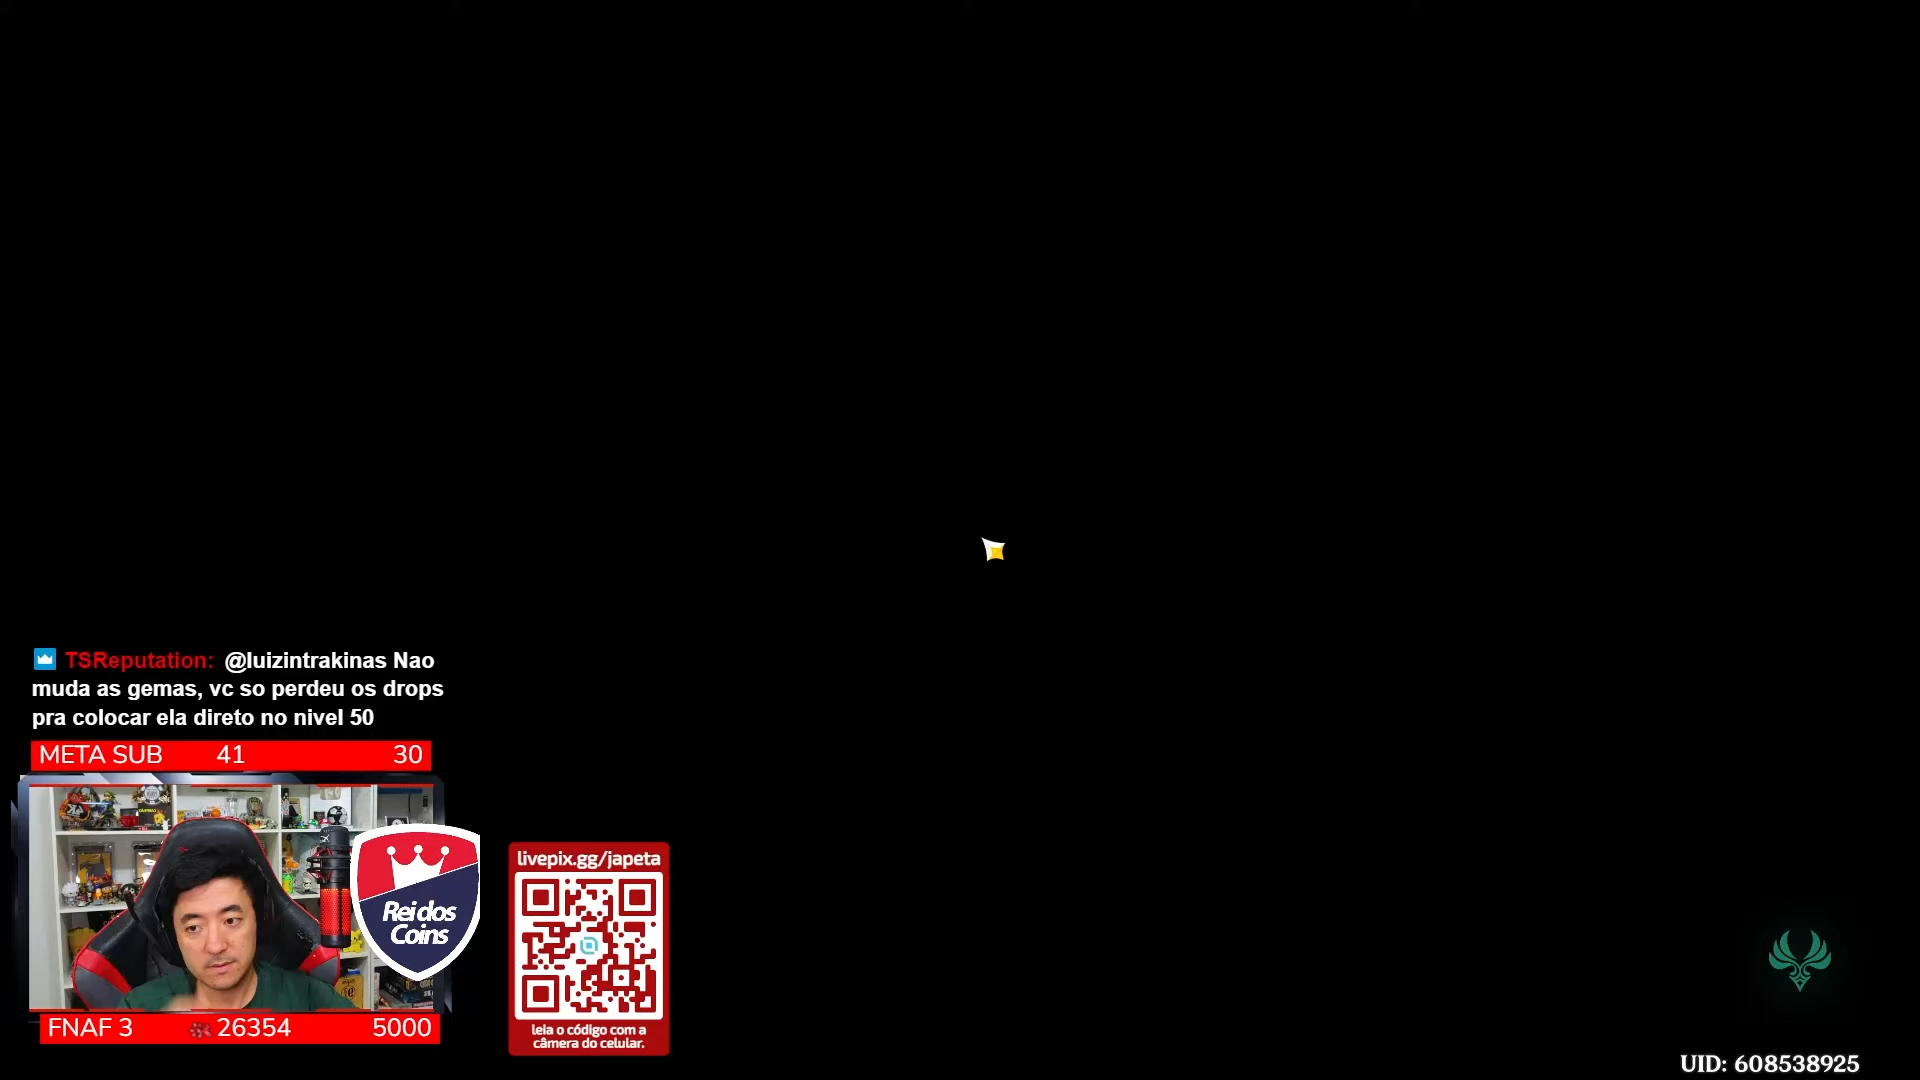 TSReputation: @luizintrakinas Nao
muda as gemas, vc so perdeu os drops
pra colocar ela direto no nivel 50
META SUB 41 30
Rei dos
Coins
FNAF 3 26354 5000
livepix.gg/japeta
leia o código com a
câmera do celular.
UID: 608538925